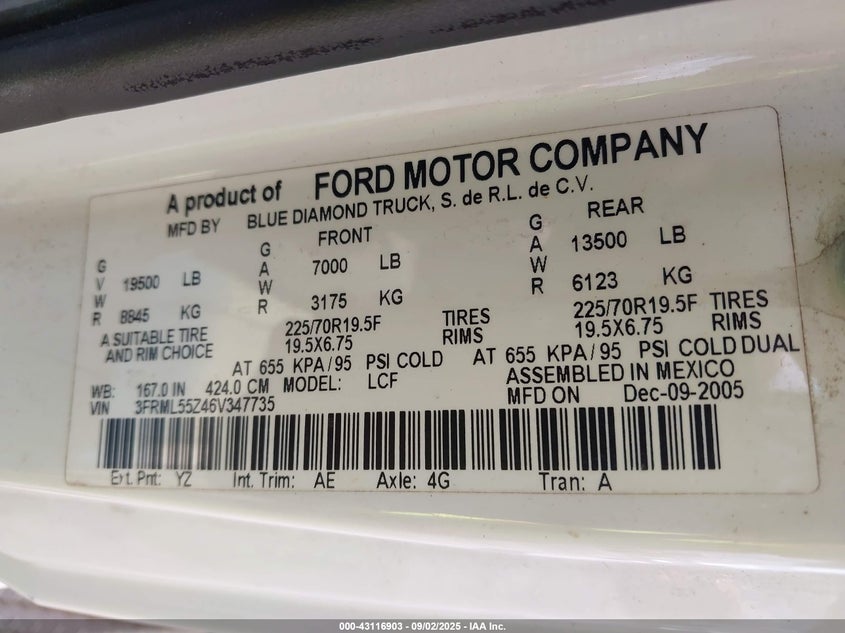 A product of FORD MOTOR COMPANY
MFD BY BLUE DIAMOND TRUCK, S. de R.L. de C.V.
GVWR 19500 LB 8845 KG
FRONT GAWR 7000 LB 3175 KG
REAR GAWR 13500 LB 6123 KG
A SUITABLE TIRE AND RIM CHOICE
225/70R19.5F TIRES 225/70R19.5F TIRES
19.5X6.75 RIMS 19.5X6.75 RIMS
AT 655 KPA/95 PSI COLD AT 655 KPA/95 PSI COLD DUAL
WB: 167.0 IN 424.0 CM MODEL: LCF ASSEMBLED IN MEXICO
VIN 3FRML55Z46V347735 MFD ON Dec-09-2005
Ext. Pnt: YZ Int. Trim: AE Axle: 4G Tran: A
000-43116903 - 09/02/2025 - IAA Inc.